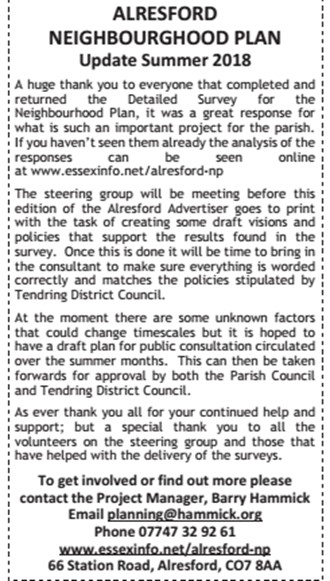 ALRESFORD
NEIGHBOURGHOOD PLAN
Update Summer 2018
A huge thank you to everyone that completed and
returned the Detailed Survey for the
Neighbourhood Plan, it was a great response for
what is such an important project for the parish.
If you haven't seen them already the analysis of the
responses can be seen online
at www.essexinfo.net/alresford-np
The steering group will be meeting before this
edition of the Alresford Advertiser goes to print
with the task of creating some draft visions and
policies that support the results found in the
survey. Once this is done it will be time to bring in
the consultant to make sure everything is worded
correctly and matches the policies stipulated by
Tendring District Council.
At the moment there are some unknown factors
that could change timescales but it is hoped to
have a draft plan for public consultation circulated
over the summer months. This can then be taken
forwards for approval by both the Parish Council
and Tendring District Council.
As ever thank you all for your continued help and
support; but a special thank you to all the
volunteers on the steering group and those that
have helped with the delivery of the surveys.
To get involved or find out more please
contact the Project Manager, Barry Hammick
Email planning@hammick.org
Phone 07747 32 92 61
www.essexinfo.net/alresford-np
66 Station Road, Alresford, CO7 8AA